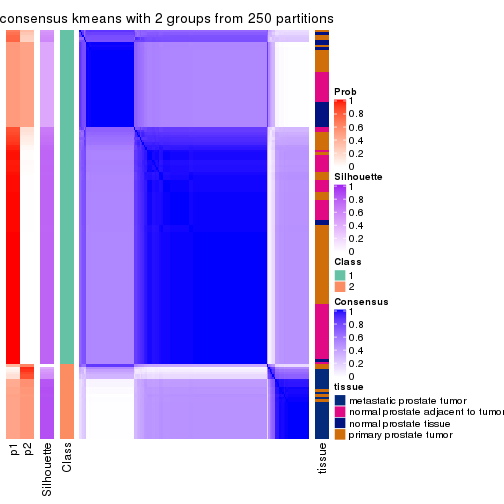 consensus kmeans with 2 groups from 250 partitions
Prob
1
0.8
0.6
0.4
0.2
0
Silhouette
1
0.8
0.6
0.4
0.2
0
Class
1
2
Consensus
1
0.8
0.6
0.4
0.2
0
tissue
metastatic prostate tumor
normal prostate adjacent to tumor
normal prostate tissue
primary prostate tumor
p1
p2
Silhouette
Class
tissue